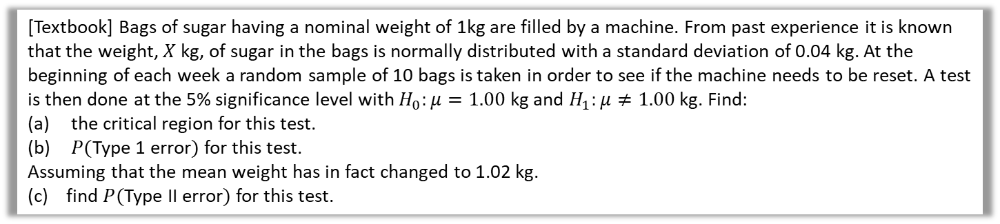 [Textbook] Bags of sugar having a nominal weight of 1kg are filled by a machine. From past experience it is known
that the weight, 𝑋 kg, of sugar in the bags is normally distributed with a standard deviation of 0.04 kg. At the
beginning of each week a random sample of 10 bags is taken in order to see if the machine needs to be reset. A test
is then done at the 5% significance level with 𝐻₀: 𝜇 = 1.00 kg and 𝐻₁: 𝜇 ≠ 1.00 kg. Find:
(a) the critical region for this test.
(b) 𝑃(Type 1 error) for this test.
Assuming that the mean weight has in fact changed to 1.02 kg.
(c) find 𝑃(Type II error) for this test.